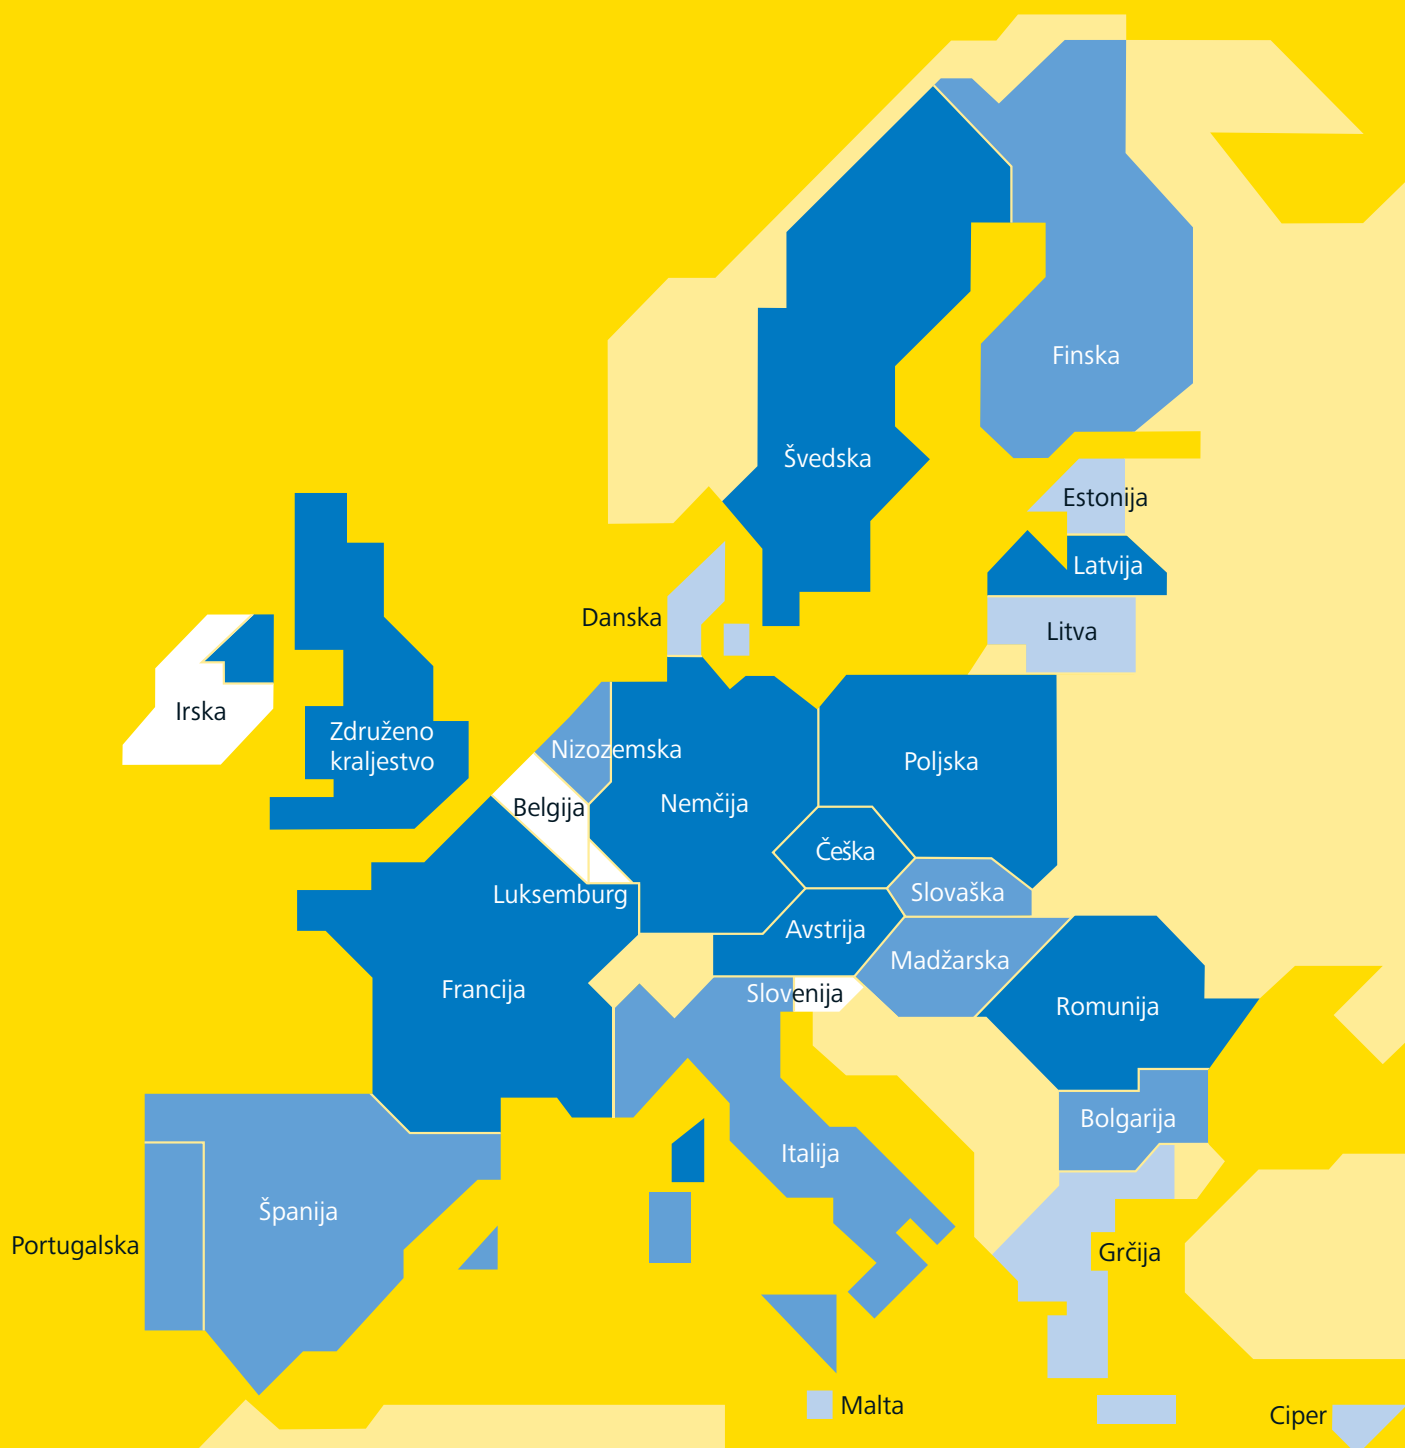 Finska
Švedska
Estonija
Latvija
Danska
Litva
Irska
Združeno
kraljestvo
Nizozemska
Poljska
Belgija
Nemčija
Češka
Luksemburg
Slovaška
Avstrija
Madžarska
Francija
Slovenija
Romunija
Bolgarija
Italija
Španija
Portugalska
Grčija
Malta
Ciper